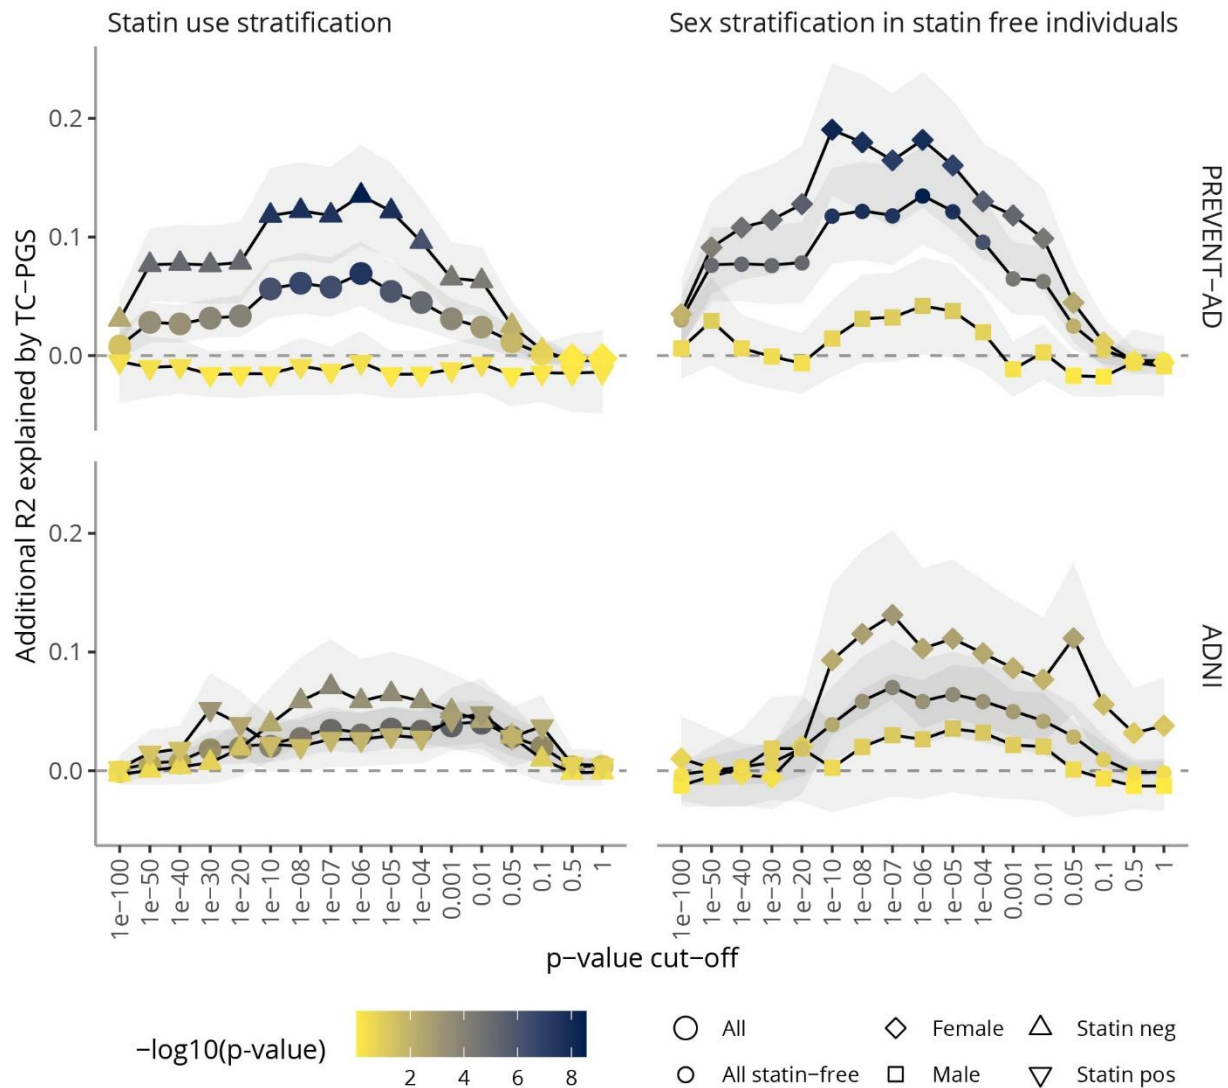 Statin use stratification
Sex stratification in statin free individuals
Additional R2 explained by TC−PGS
0.2
0.1
0.0
PREVENT−AD
0.2
0.1
0.0
ADNI
1e−100
1e−50
1e−40
1e−30
1e−20
1e−10
1e−08
1e−07
1e−06
1e−05
1e−04
0.001
0.01
0.05
0.1
0.5
1
1e−100
1e−50
1e−40
1e−30
1e−20
1e−10
1e−08
1e−07
1e−06
1e−05
1e−04
0.001
0.01
0.05
0.1
0.5
1
p−value cut−off
−log10(p−value)
2 4 6 8
All
Female
Statin neg
All statin−free
Male
Statin pos